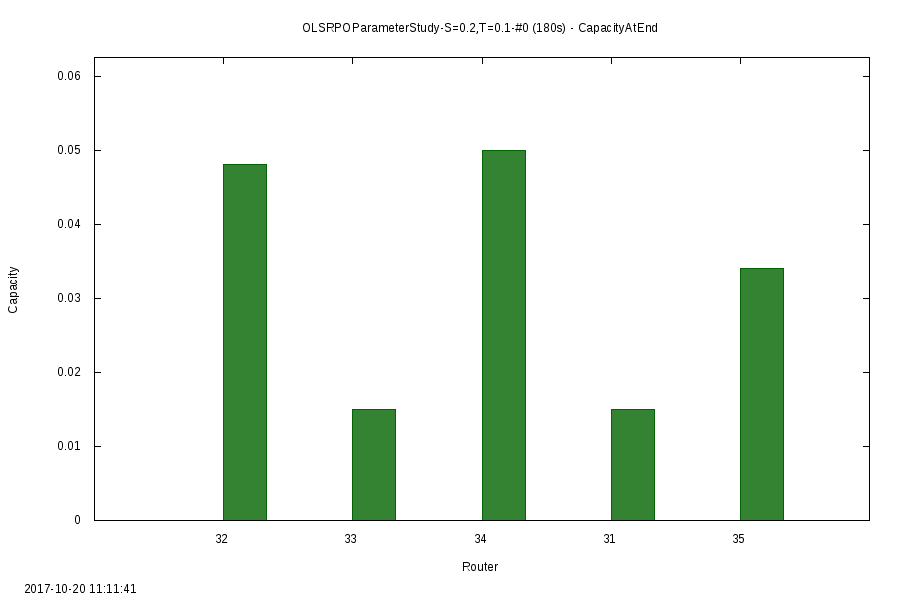 OLSRPOParameterStudy-S=0.2,T=0.1-#0 (180s) - CapacityAtEnd
0.06
0.05
0.04
0.03
0.02
0.01
0
Capacity
32 33 34 31 35
Router
2017-10-20 11:11:41